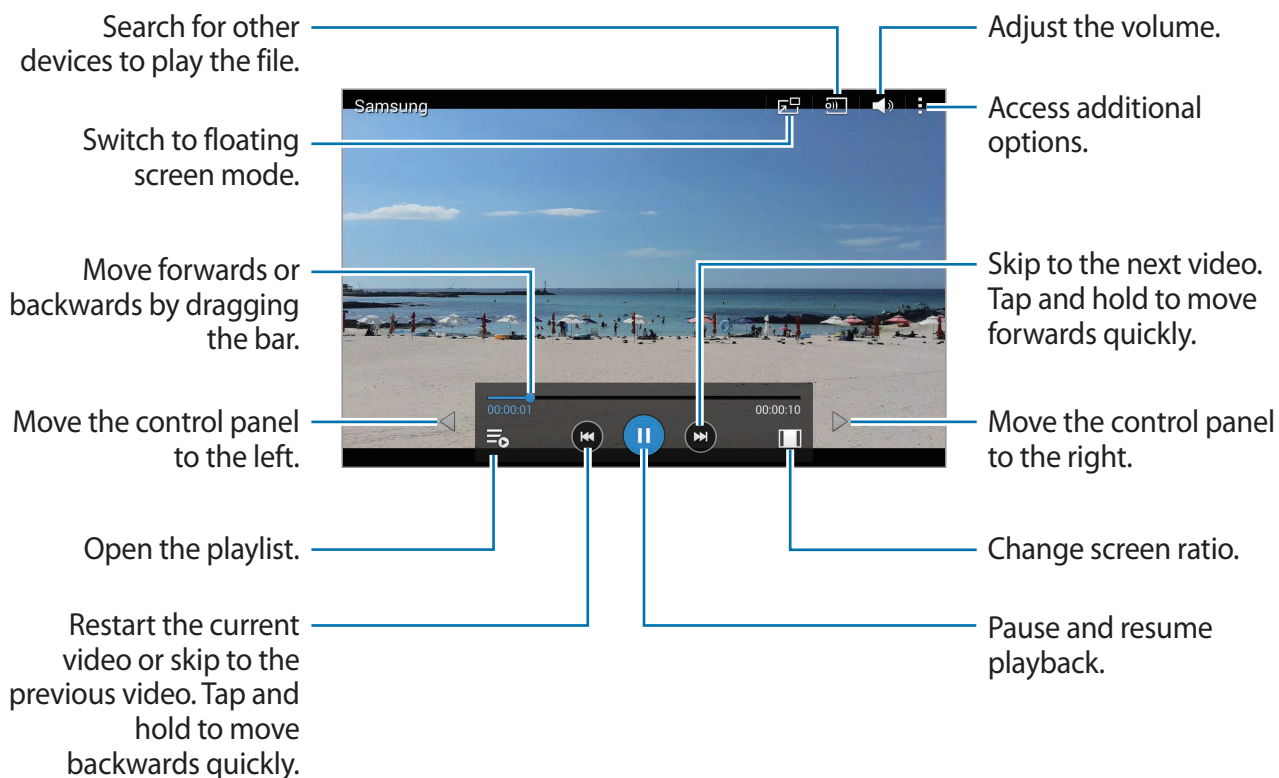 Search for other
devices to play the file.
Switch to floating
screen mode.
Move forwards or
backwards by dragging
the bar.
Move the control panel
to the left.
Open the playlist.
Restart the current
video or skip to the
previous video. Tap and
hold to move
backwards quickly.
Samsung
00:00:01
00:00:10
Adjust the volume.
Access additional
options.
Skip to the next video.
Tap and hold to move
forwards quickly.
Move the control panel
to the right.
Change screen ratio.
Pause and resume
playback.